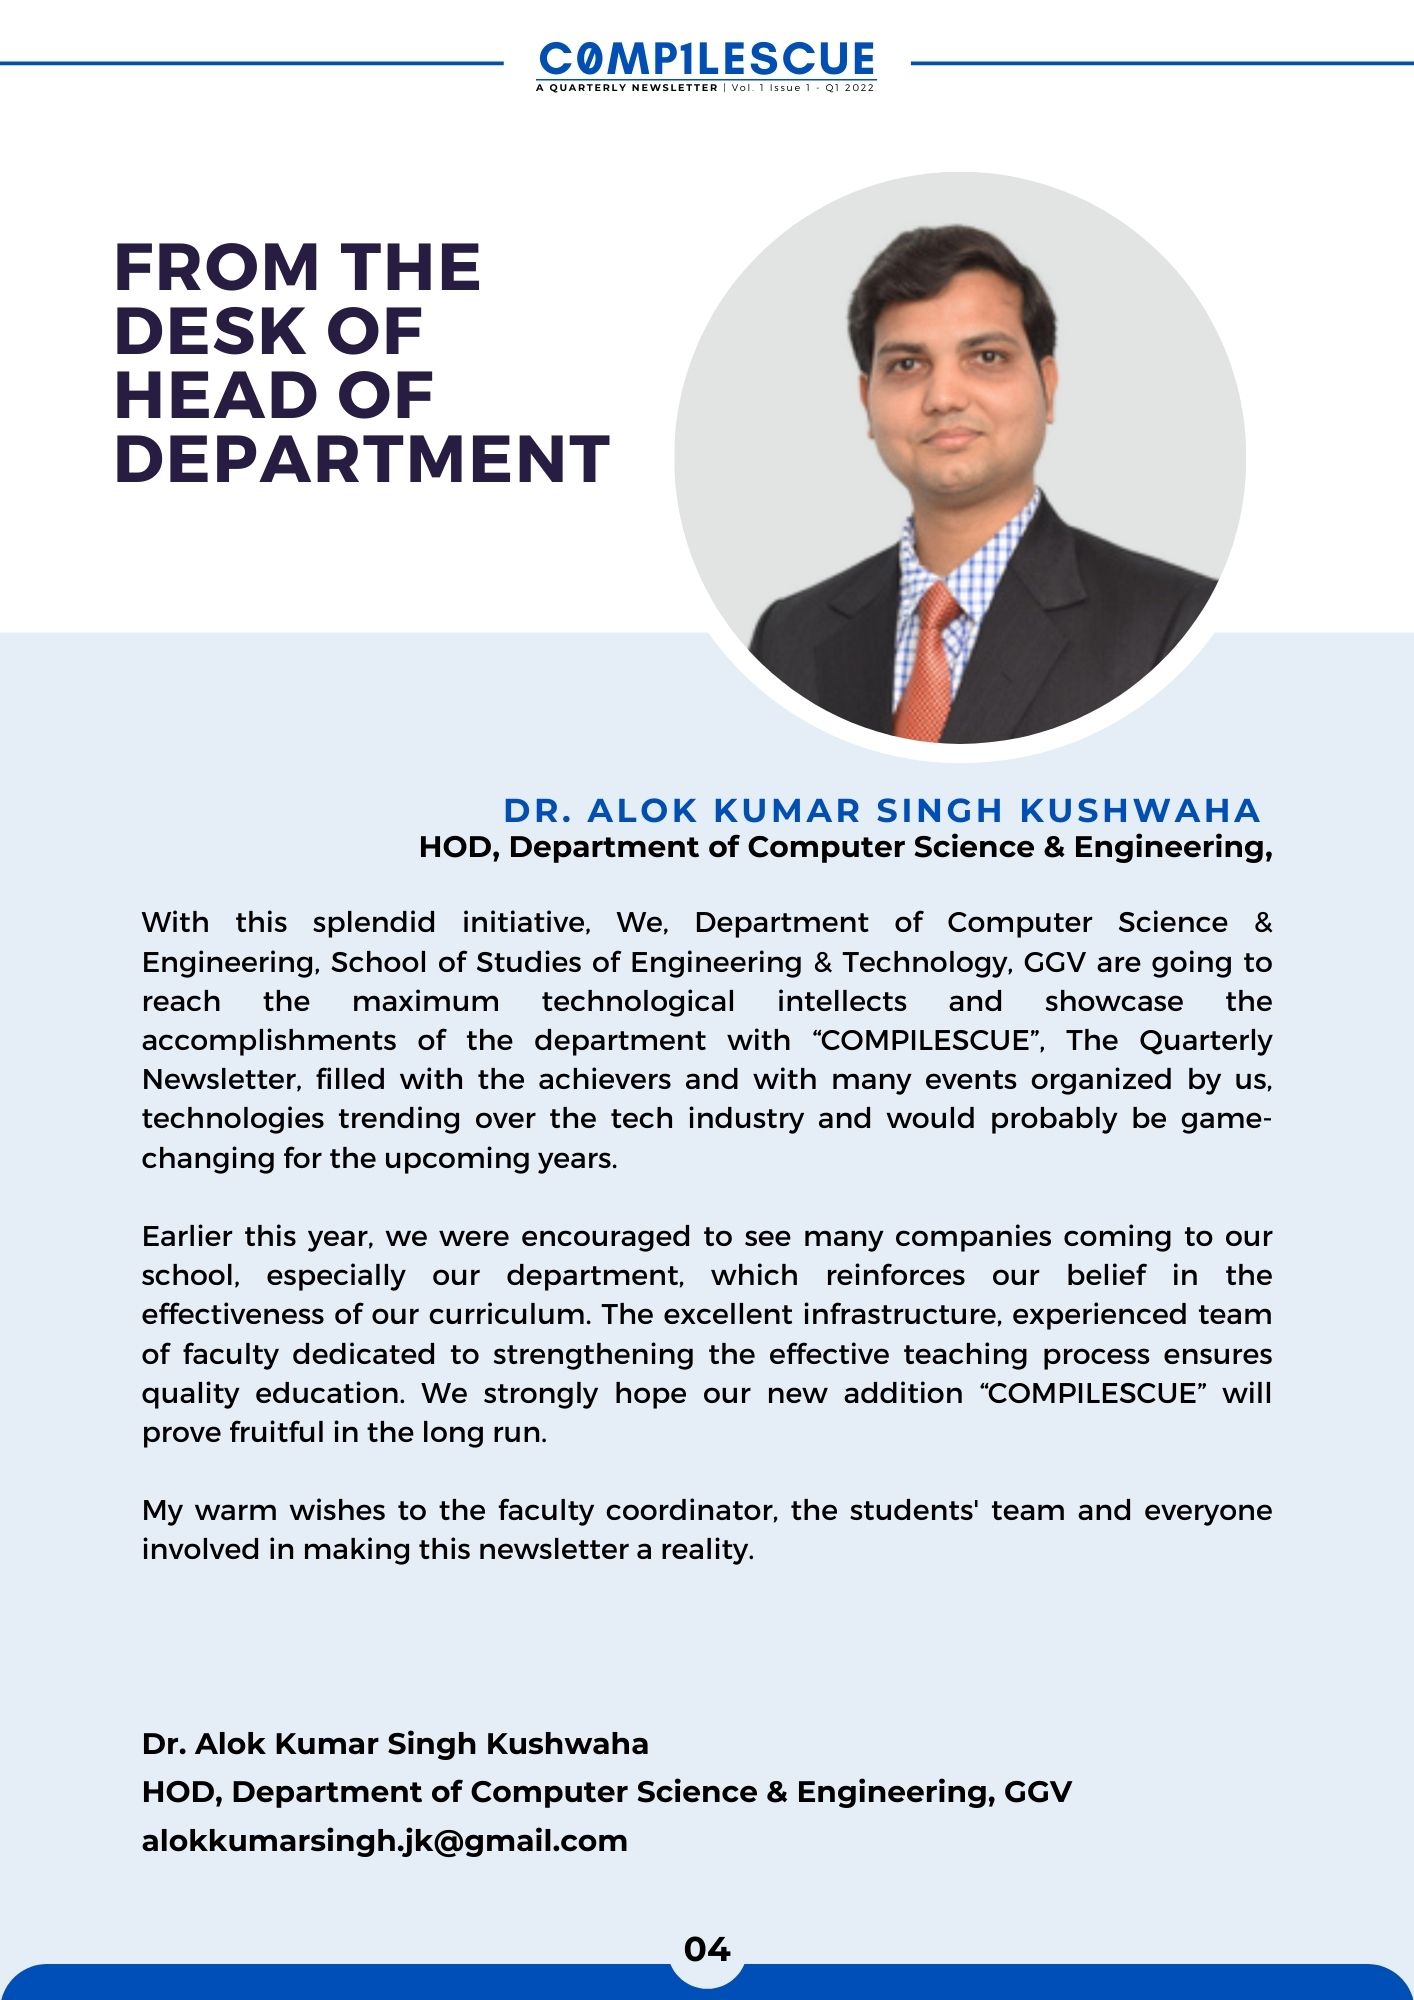 C0MP1LESCUE
A QUARTERLY NEWSLETTER | Vol. 1 Issue 1 - Q1 2022
FROM THE
DESK OF
HEAD OF
DEPARTMENT
DR. ALOK KUMAR SINGH KUSHWAHA
HOD, Department of Computer Science & Engineering,
With this splendid initiative, We, Department of Computer Science &
Engineering, School of Studies of Engineering & Technology, GGV are going to
reach the maximum technological intellects and showcase the
accomplishments of the department with “COMPILESCUE”, The Quarterly
Newsletter, filled with the achievers and with many events organized by us,
technologies trending over the tech industry and would probably be game-
changing for the upcoming years.
Earlier this year, we were encouraged to see many companies coming to our
school, especially our department, which reinforces our belief in the
effectiveness of our curriculum. The excellent infrastructure, experienced team
of faculty dedicated to strengthening the effective teaching process ensures
quality education. We strongly hope our new addition “COMPILESCUE” will
prove fruitful in the long run.
My warm wishes to the faculty coordinator, the students' team and everyone
involved in making this newsletter a reality.
Dr. Alok Kumar Singh Kushwaha
HOD, Department of Computer Science & Engineering, GGV
alokkumarsingh.jk@gmail.com
04